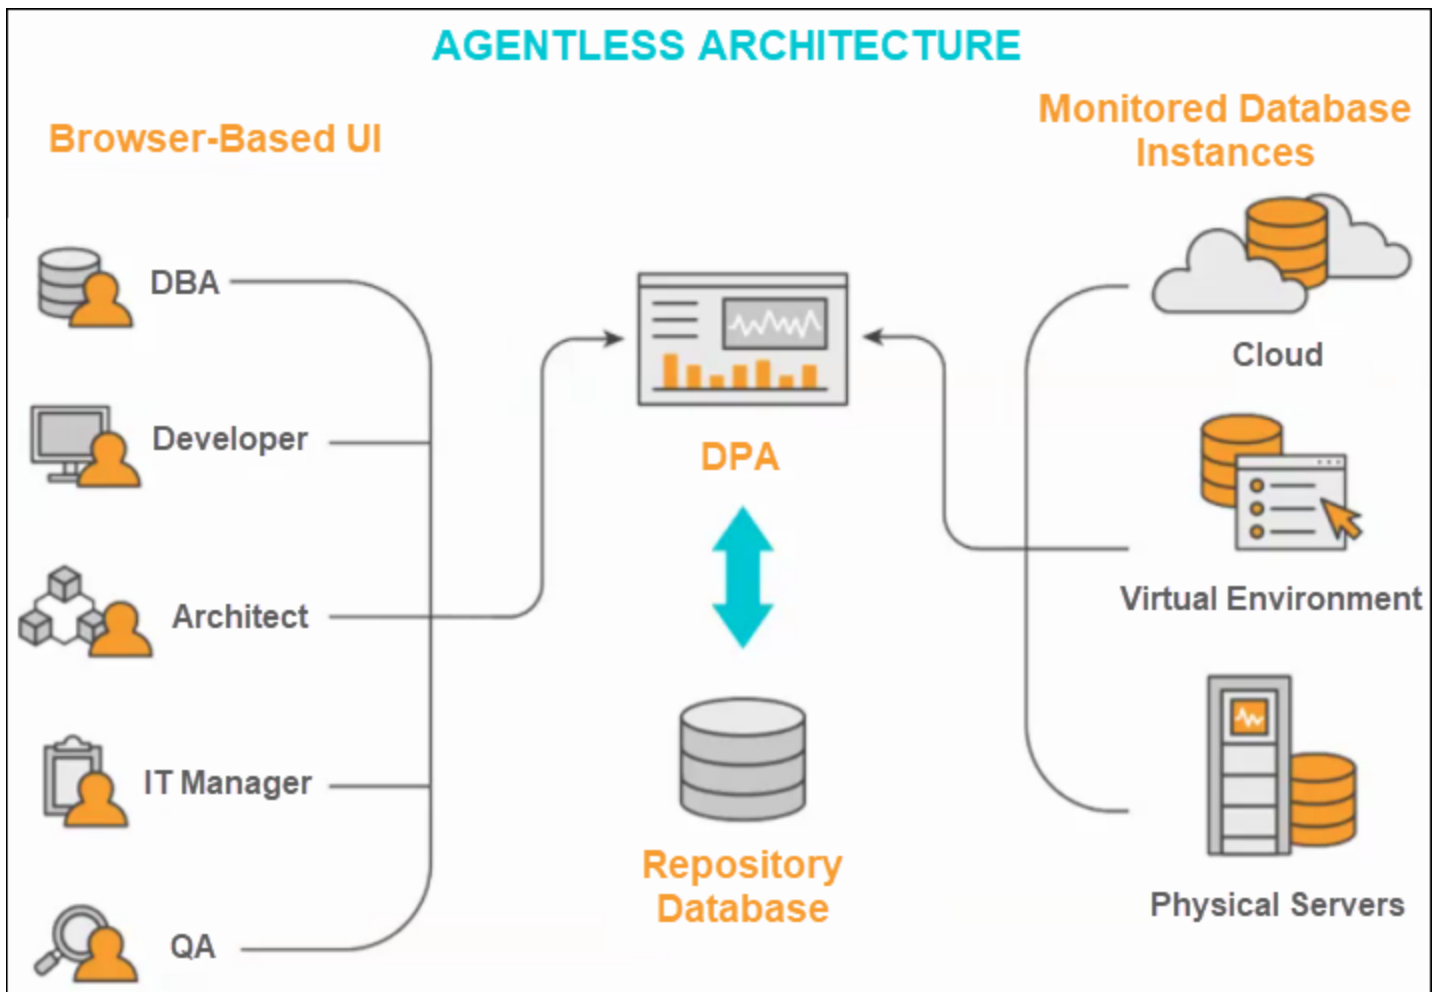 AGENTLESS ARCHITECTURE
Browser-Based UI
DBA
Developer
Architect
IT Manager
QA
DPA
Repository
Database
Monitored Database
Instances
Cloud
Virtual Environment
Physical Servers